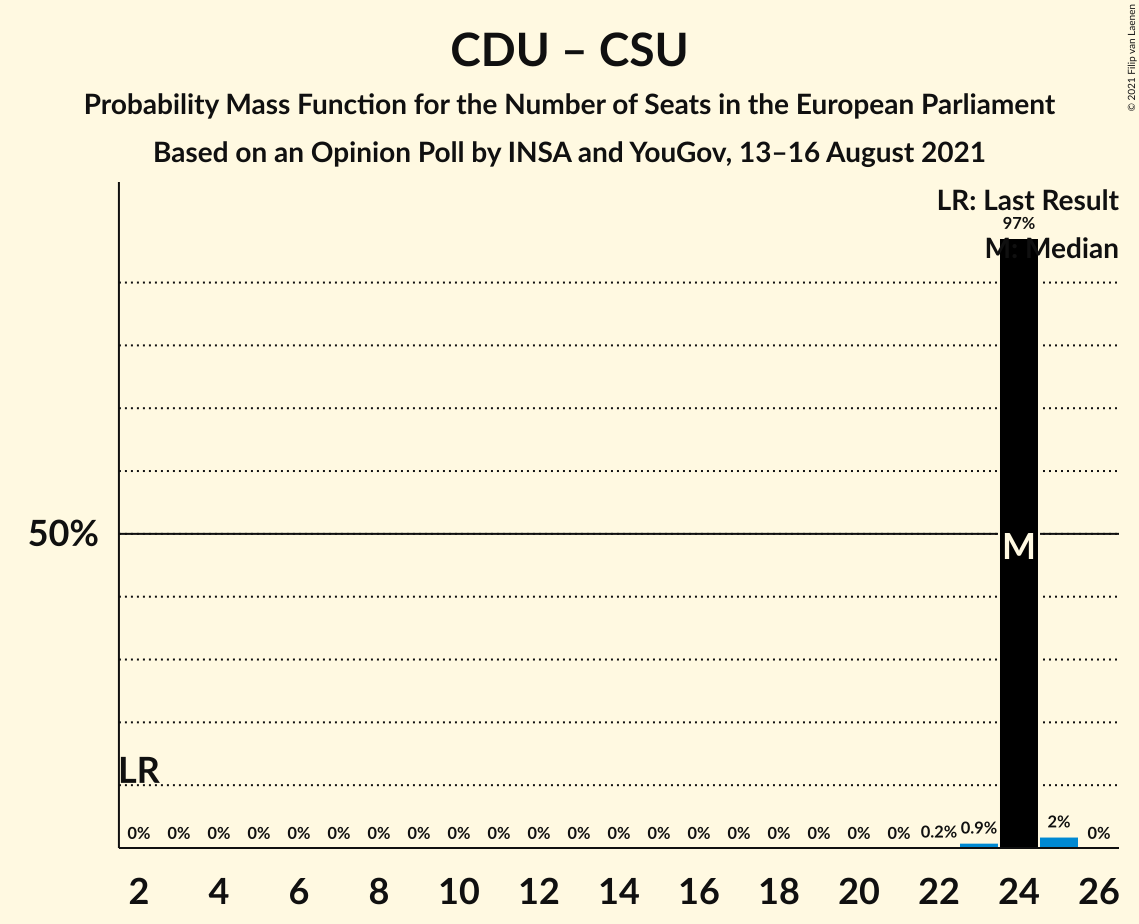 CDU – CSU
Probability Mass Function for the Number of Seats in the European Parliament
Based on an Opinion Poll by INSA and YouGov, 13–16 August 2021
© 2021 Filip van Laenen
LR: Last Result
97%
M: Median
50%
M
LR
0% 0% 0% 0% 0% 0% 0% 0% 0% 0% 0% 0% 0% 0% 0% 0% 0% 0% 0% 0% 0.2% 0.9% 2% 0%
2 4 6 8 10 12 14 16 18 20 22 24 26